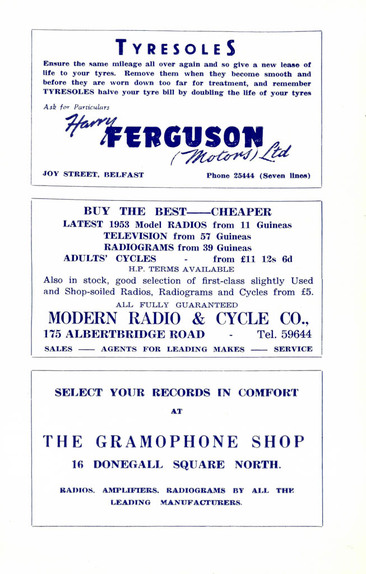 TYRESOLES
Ensure the same mileage all over again and so give a new lease of
life to your tyres. Remove them when they become smooth and
before they are worn down too far for treatment, and remember
TYRESOLES halve your tyre bill by doubling the life of your tyres
Ask for Particulars
Harry
FERGUSON
(Motors) Ltd
JOY STREET, BELFAST Phone 25444 (Seven lines)
BUY THE BEST——CHEAPER
LATEST 1953 Model RADIOS from 11 Guineas
TELEVISION from 57 Guineas
RADIOGRAMS from 39 Guineas
ADULTS' CYCLES - from £11 12s 6d
H.P. TERMS AVAILABLE
Also in stock, good selection of first-class slightly Used
and Shop-soiled Radios, Radiograms and Cycles from £5.
ALL FULLY GUARANTEED
MODERN RADIO & CYCLE CO.,
175 ALBERTBRIDGE ROAD - Tel. 59644
SALES — AGENTS FOR LEADING MAKES — SERVICE
SELECT YOUR RECORDS IN COMFORT
AT
THE GRAMOPHONE SHOP
16 DONEGALL SQUARE NORTH.
RADIOS. AMPLIFIERS. RADIOGRAMS BY ALL THE
LEADING MANUFACTURERS.